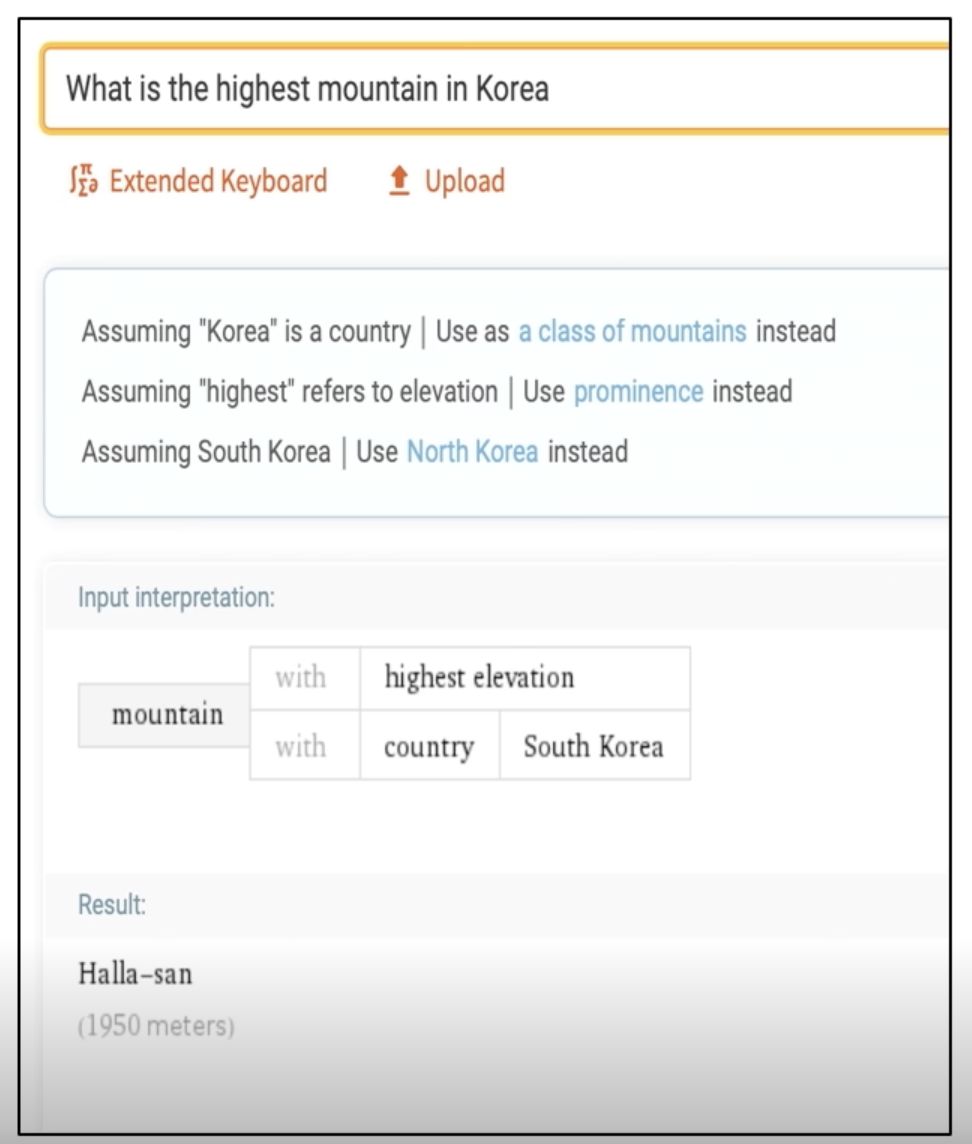 What is the highest mountain in Korea
Extended Keyboard Upload
Assuming "Korea" is a country | Use as a class of mountains instead
Assuming "highest" refers to elevation | Use prominence instead
Assuming South Korea | Use North Korea instead
Input interpretation:
mountain
with highest elevation
with country South Korea
Result:
Halla-san
(1950 meters)